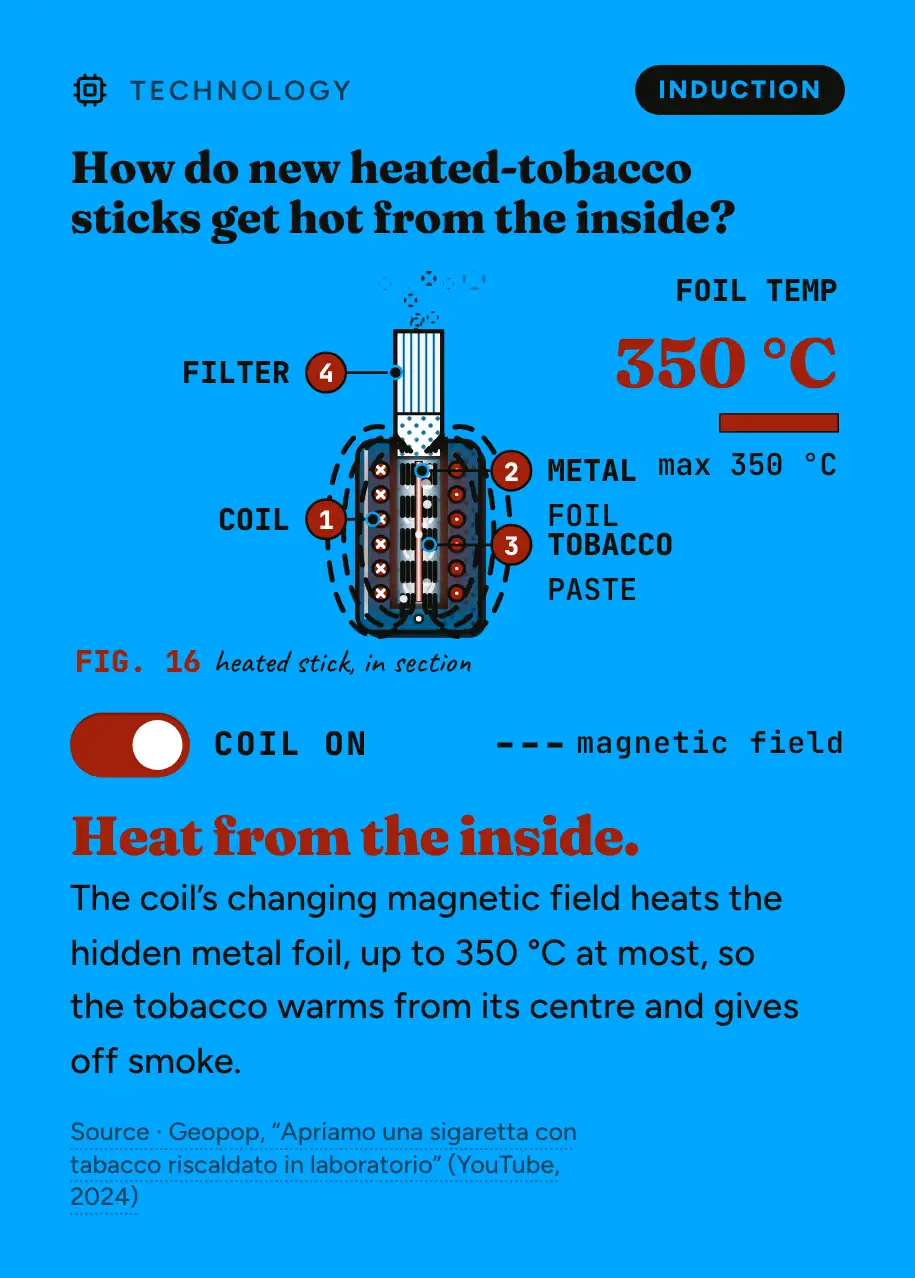 TECHNOLOGY
INDUCTION
How do new heated-tobacco
sticks get hot from the inside?
FOIL TEMP
350 °C
max 350 °C
FILTER 4
2 METAL
FOIL
COIL 1
3 TOBACCO
PASTE
FIG. 16 heated stick, in section
COIL ON
magnetic field
Heat from the inside.
The coil’s changing magnetic field heats the
hidden metal foil, up to 350 °C at most, so
the tobacco warms from its centre and gives
off smoke.
Source · Geopop, “Apriamo una sigaretta con
tabacco riscaldato in laboratorio” (YouTube,
2024)